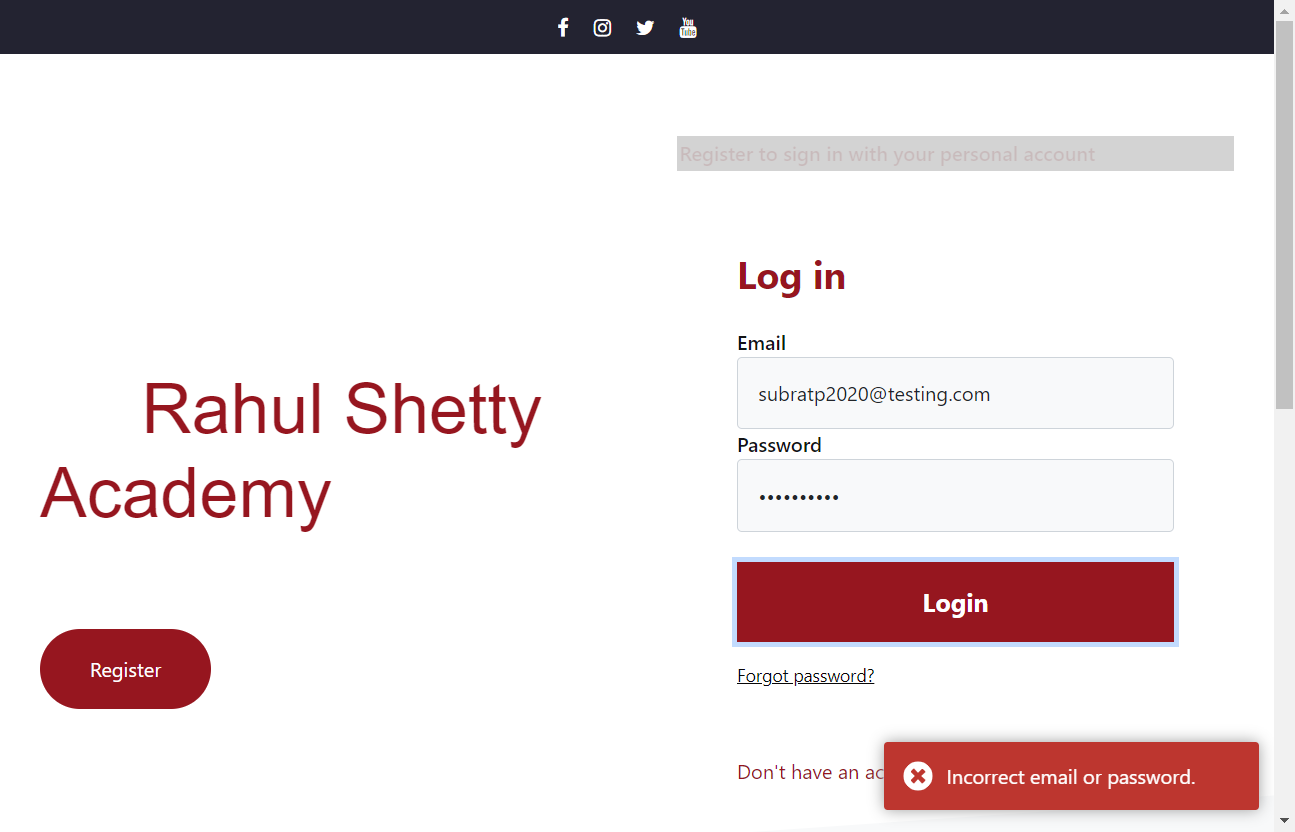 You
Tube
Register to sign in with your personal account
Log in
Email
subratp2020@testing.com
Password
Login
Forgot password?
Rahul Shetty
Academy
Register
Don't have an ac
Incorrect email or password.